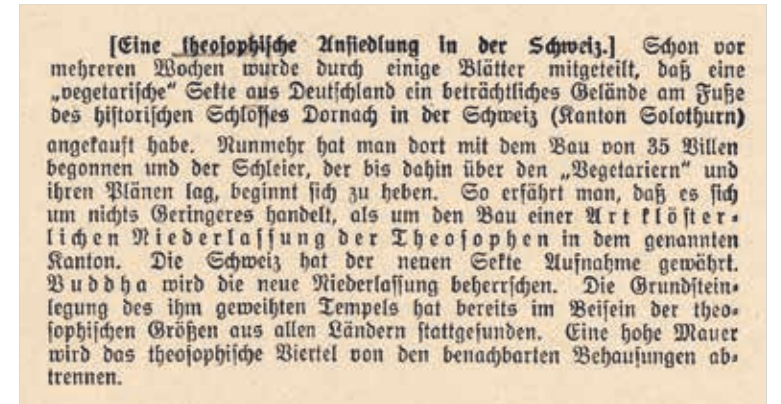 [Eine theosophische Ansiedlung in der Schweiz.] Schon vor
mehreren Wochen wurde durch einige Blätter mitgeteilt, daß eine
„vegetarische“ Sekte aus Deutschland ein beträchtliches Gelände am Fuße
des historischen Schlosses Dornach in der Schweiz (Kanton Solothurn)
angekauft habe. Nunmehr hat man dort mit dem Bau von 35 Villen
begonnen und der Schleier, der bis dahin über den „Vegetariern“ und
ihren Plänen lag, beginnt sich zu heben. So erfährt man, daß es sich
um nichts Geringeres handelt, als um den Bau einer Art klöster-
lichen Niederlassung der Theosophen in dem genannten
Kanton. Die Schweiz hat der neuen Sekte Aufnahme gewährt.
Buddha wird die neue Niederlassung beherrschen. Die Grundstein-
legung des ihm geweihten Tempels hat bereits im Beisein der theo-
sophischen Größen aus allen Ländern stattgefunden. Eine hohe Mauer
wird das theosophische Viertel von den benachbarten Behausungen ab-
trennen.